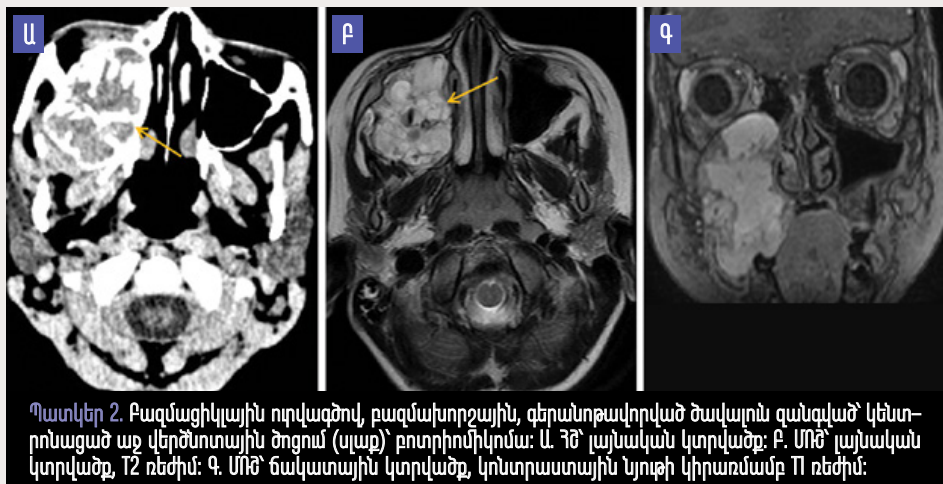 Ա
Բ
Գ
Պատկեր 2. Բազմացիկլային ուրվագծով, բազմախորշային, գերանոթավորված ծավալուն զանգված՝ կենտ-
րոնացած աջ վերծնոտային ծոցում (սլաք)՝ բոտրիոմիկոմա: Ա. ՀՇ՝ լայնական կտրվածք: Բ. ՄՌՇ՝ լայնական
կտրվածք, T2 ռեժիմ: Գ. ՄՌՇ՝ ճակատային կտրվածք, կոնտրաստային նյութի կիրառմամբ T1 ռեժիմ: